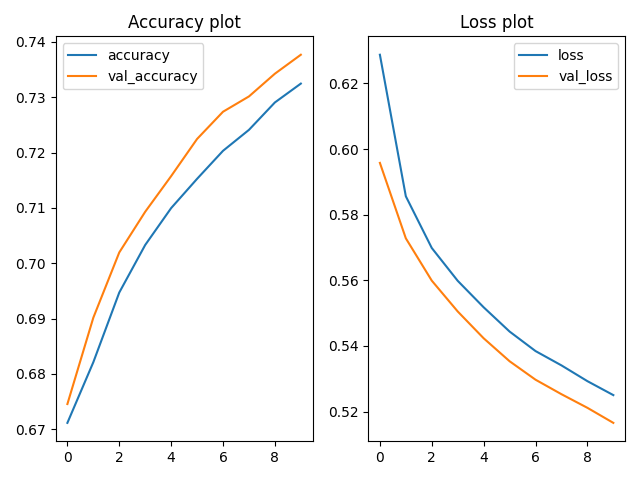 Accuracy plot
accuracy
val_accuracy
0.74
0.73
0.72
0.71
0.70
0.69
0.68
0.67
0 2 4 6 8
Loss plot
loss
val_loss
0.62
0.60
0.58
0.56
0.54
0.52
0 2 4 6 8